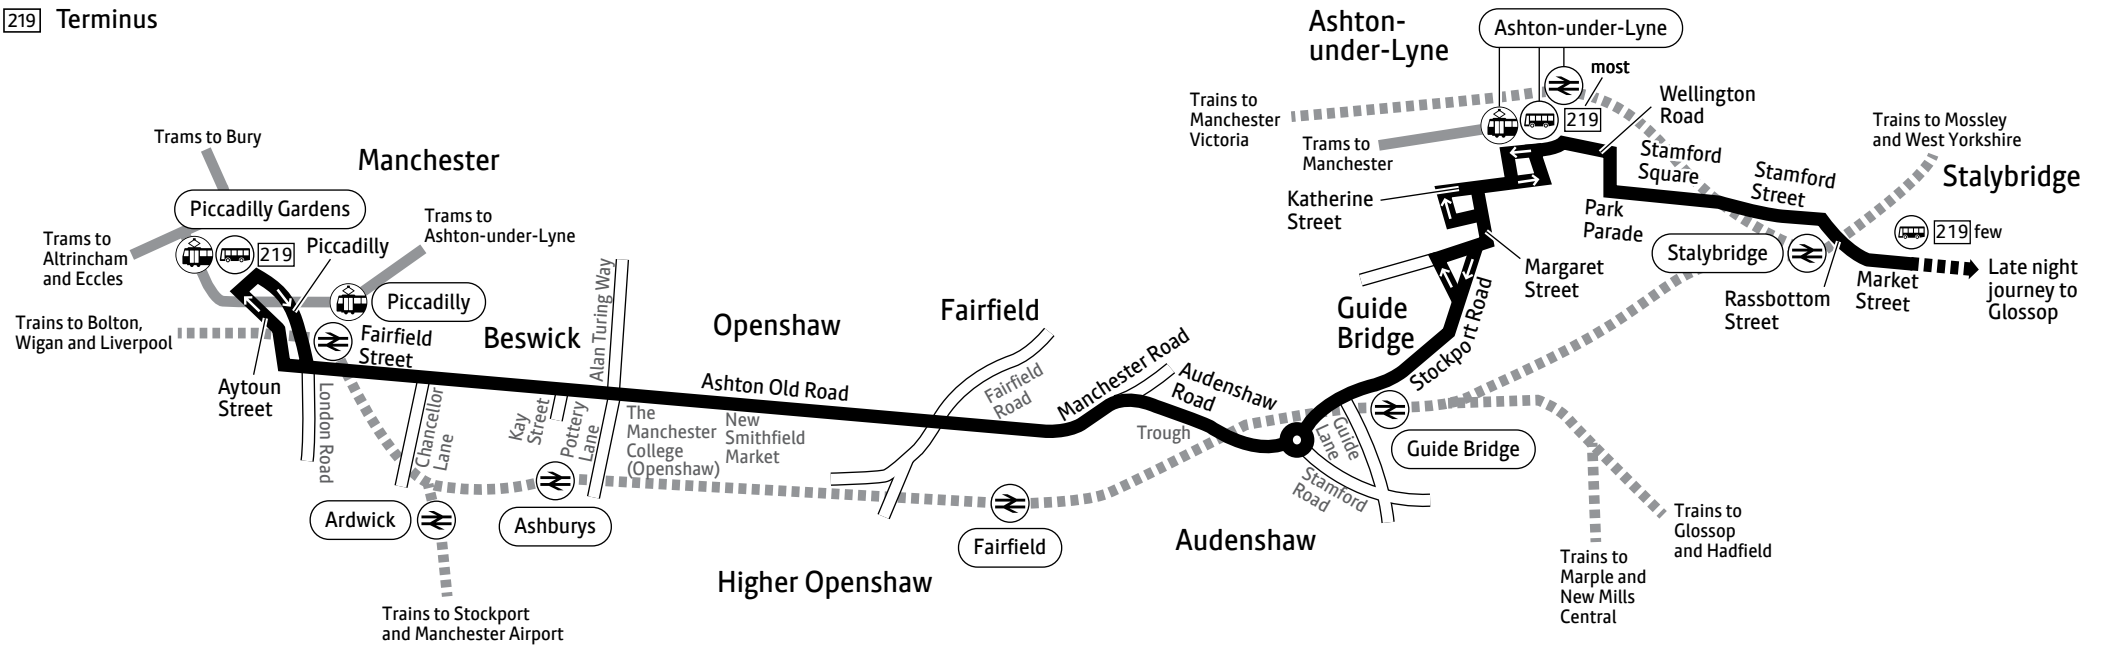 219 Terminus
Ashton-
under-Lyne
Ashton-under-Lyne
most
219
Trains to
Manchester
Victoria
Trams to
Manchester
Wellington
Road
Trains to Mossley
and West Yorkshire
Stalybridge
Trams to Bury
Manchester
Piccadilly Gardens
219
Piccadilly
Trams to
Altrincham
and Eccles
Trams to
Ashton-under-Lyne
Piccadilly
Trains to Bolton,
Wigan and Liverpool
Fairfield
Street
Aytoun
Street
London Road
Beswick
Alan Turing Way
Chancellor
Lane
Kay
Street
Pottery
Lane
Openshaw
Ashton Old Road
The
Manchester
College
(Openshaw)
New
Smithfield
Market
Fairfield
Fairfield
Road
Manchester Road
Audenshaw
Road
Trough
Guide
Bridge
Stockport Road
Katherine
Street
Margaret
Street
Stamford
Square
Park
Parade
Stamford
Street
Stalybridge
219 few
Rassbottom
Street
Market
Street
Late night
journey to
Glossop
Guide
Lane
Stamford
Road
Guide Bridge
Ardwick
Ashburys
Fairfield
Audenshaw
Higher Openshaw
Trains to Stockport
and Manchester Airport
Trains to
Glossop
and Hadfield
Trains to
Marple and
New Mills
Central